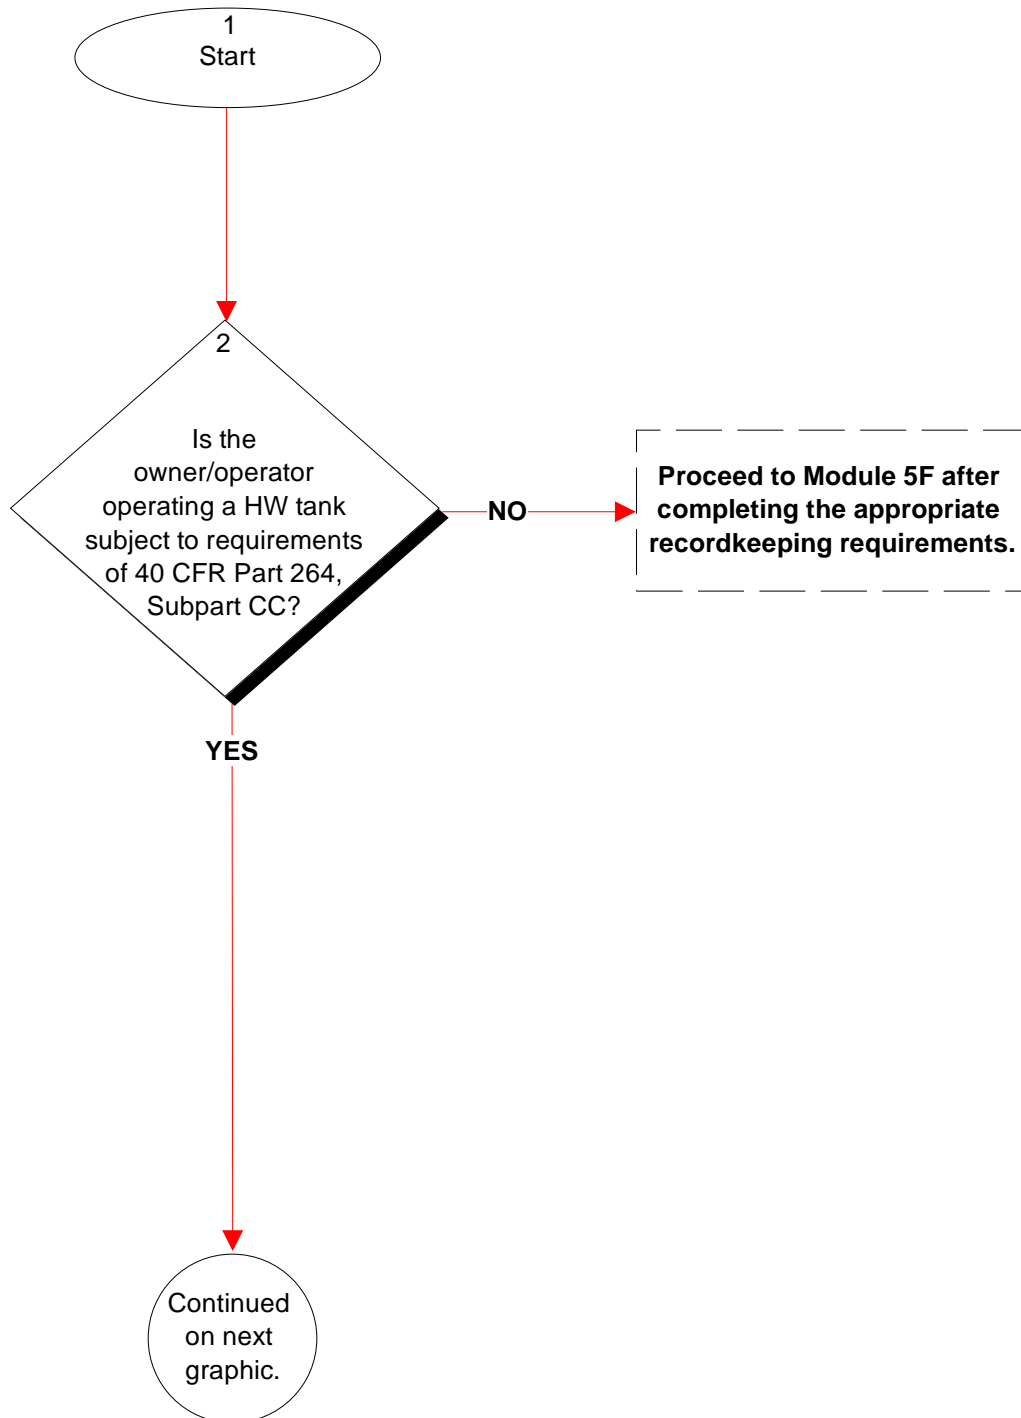 1
Start
2
Is the
owner/operator
operating a HW tank
subject to requirements
of 40 CFR Part 264,
Subpart CC?
NO
Proceed to Module 5F after
completing the appropriate
recordkeeping requirements.
YES
Continued
on next
graphic.